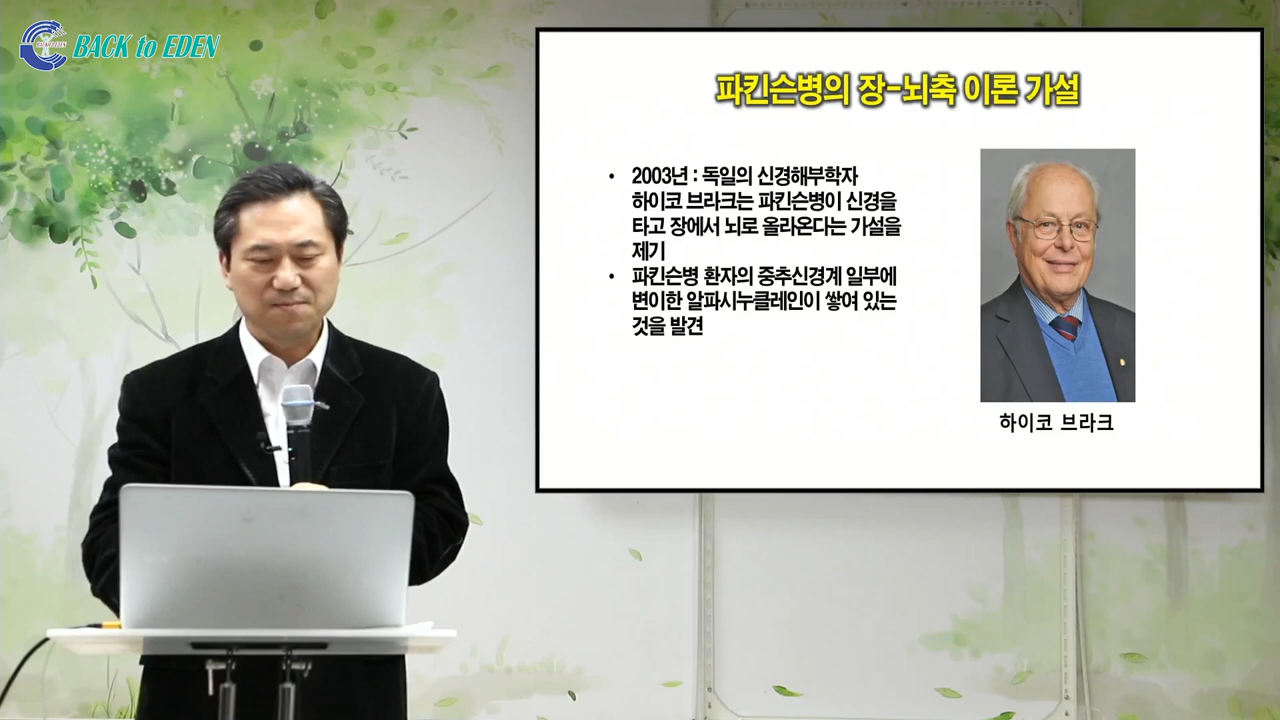 BACK to EDEN
파킨슨병의 장-뇌축 이론 가설
• 2003년 : 독일의 신경해부학자
하이코 브라크는 파킨슨병이 신경을
타고 장에서 뇌로 올라온다는 가설을
제기
• 파킨슨병 환자의 중추신경계 일부에
변이한 알파시누클레인이 쌓여 있는
것을 발견
하이코 브라크